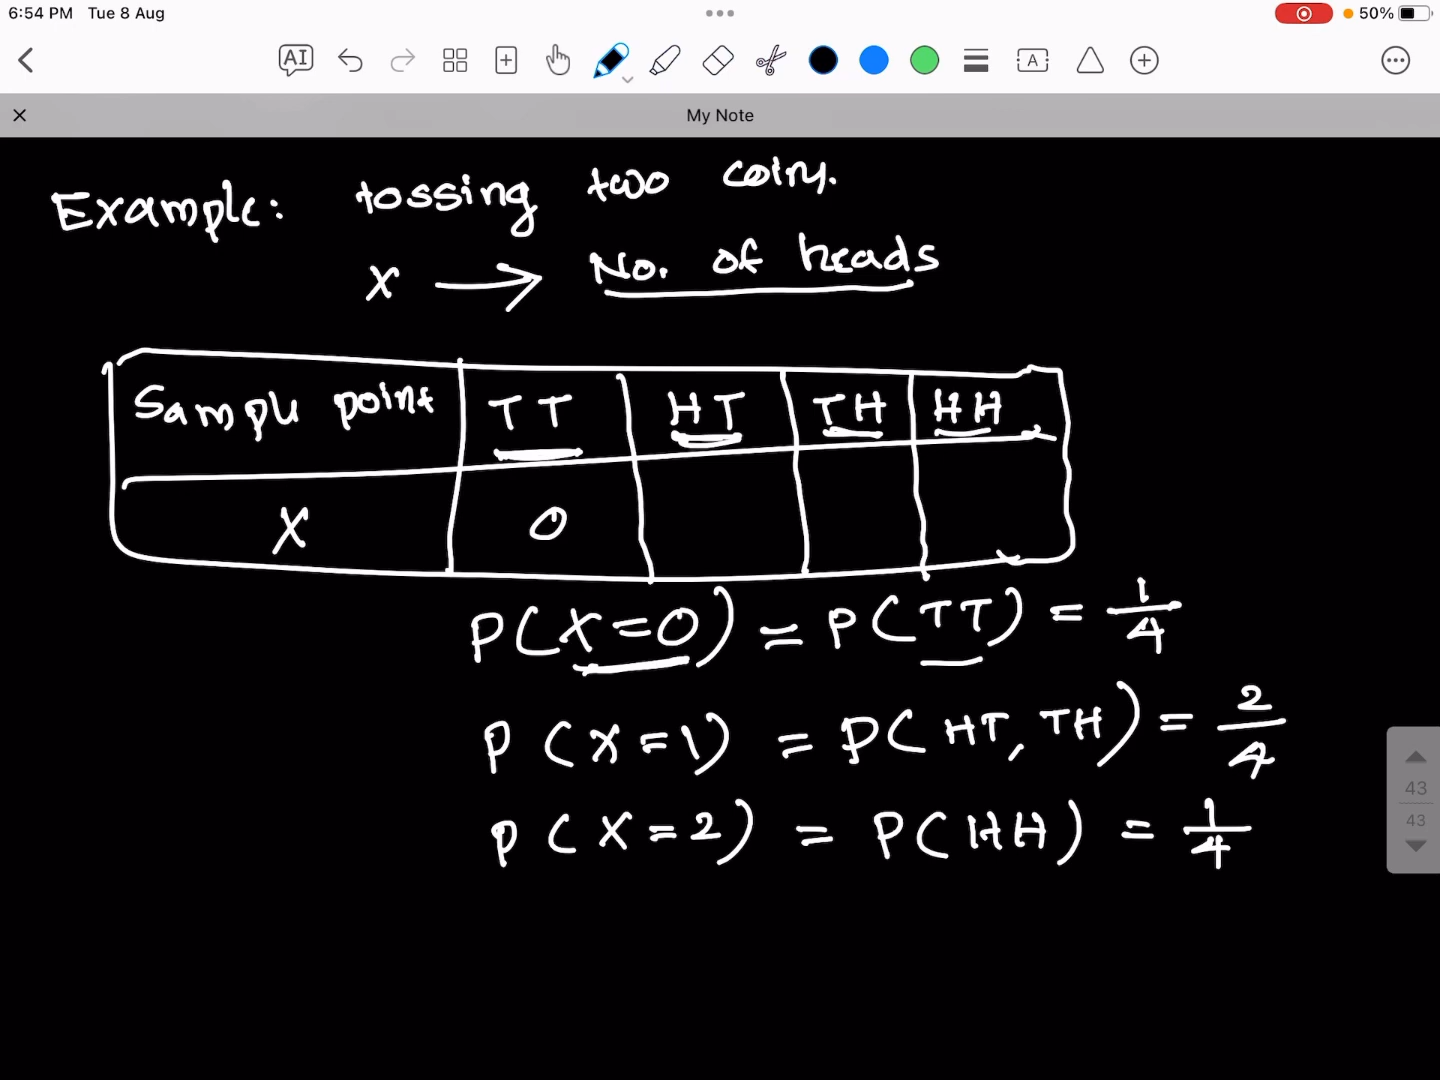 6:54 PM Tue 8 Aug 50%
AI A
My Note
Example: tossing two coins.
X → No. of heads
Sample point TT HT TH HH
X 0
P(X=0) = P(TT) = 1/4
P(X=1) = P(HT, TH) = 2/4
P(X=2) = P(HH) = 1/4
43
43